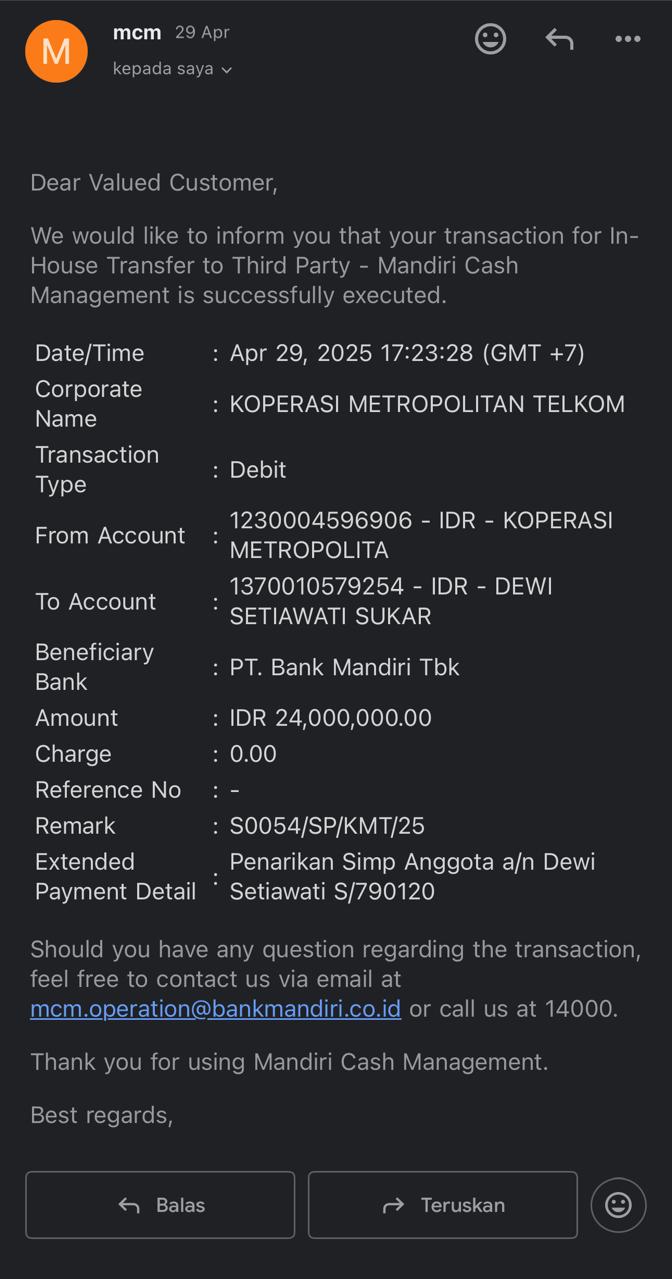 M
mcm 29 Apr
kepada saya
Dear Valued Customer,
We would like to inform you that your transaction for In-
House Transfer to Third Party - Mandiri Cash
Management is successfully executed.
Date/Time : Apr 29, 2025 17:23:28 (GMT +7)
Corporate
Name : KOPERASI METROPOLITAN TELKOM
Transaction
Type : Debit
From Account : 1230004596906 - IDR - KOPERASI
METROPOLITA
To Account : 1370010579254 - IDR - DEWI
SETIAWATI SUKAR
Beneficiary
Bank : PT. Bank Mandiri Tbk
Amount : IDR 24,000,000.00
Charge : 0.00
Reference No : -
Remark : S0054/SP/KMT/25
Extended
Payment Detail : Penarikan Simp Anggota a/n Dewi
Setiawati S/790120
Should you have any question regarding the transaction,
feel free to contact us via email at
mcm.operation@bankmandiri.co.id or call us at 14000.
Thank you for using Mandiri Cash Management.
Best regards,
Balas
Teruskan